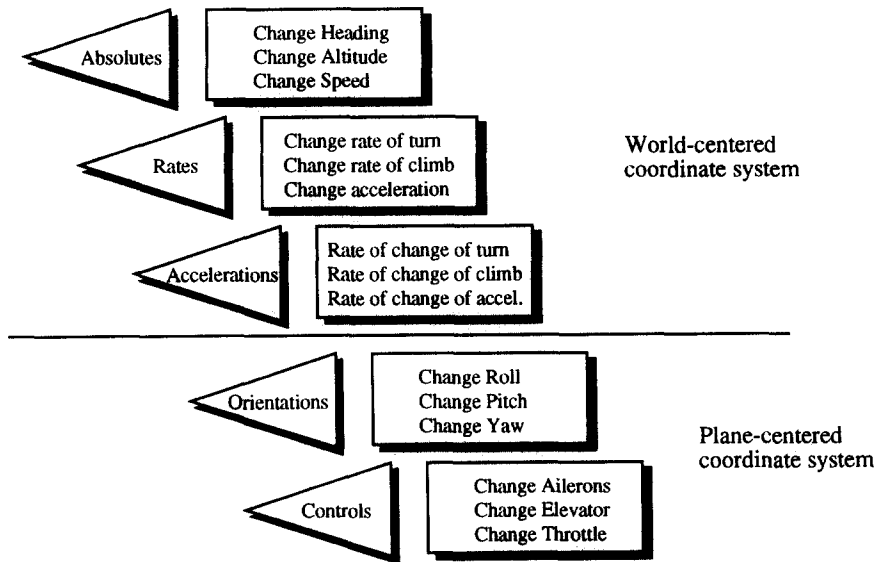 Absolutes
Change Heading
Change Altitude
Change Speed
Rates
Change rate of turn
Change rate of climb
Change acceleration
World-centered
coordinate system
Accelerations
Rate of change of turn
Rate of change of climb
Rate of change of accel.
Orientations
Change Roll
Change Pitch
Change Yaw
Plane-centered
coordinate system
Controls
Change Ailerons
Change Elevator
Change Throttle